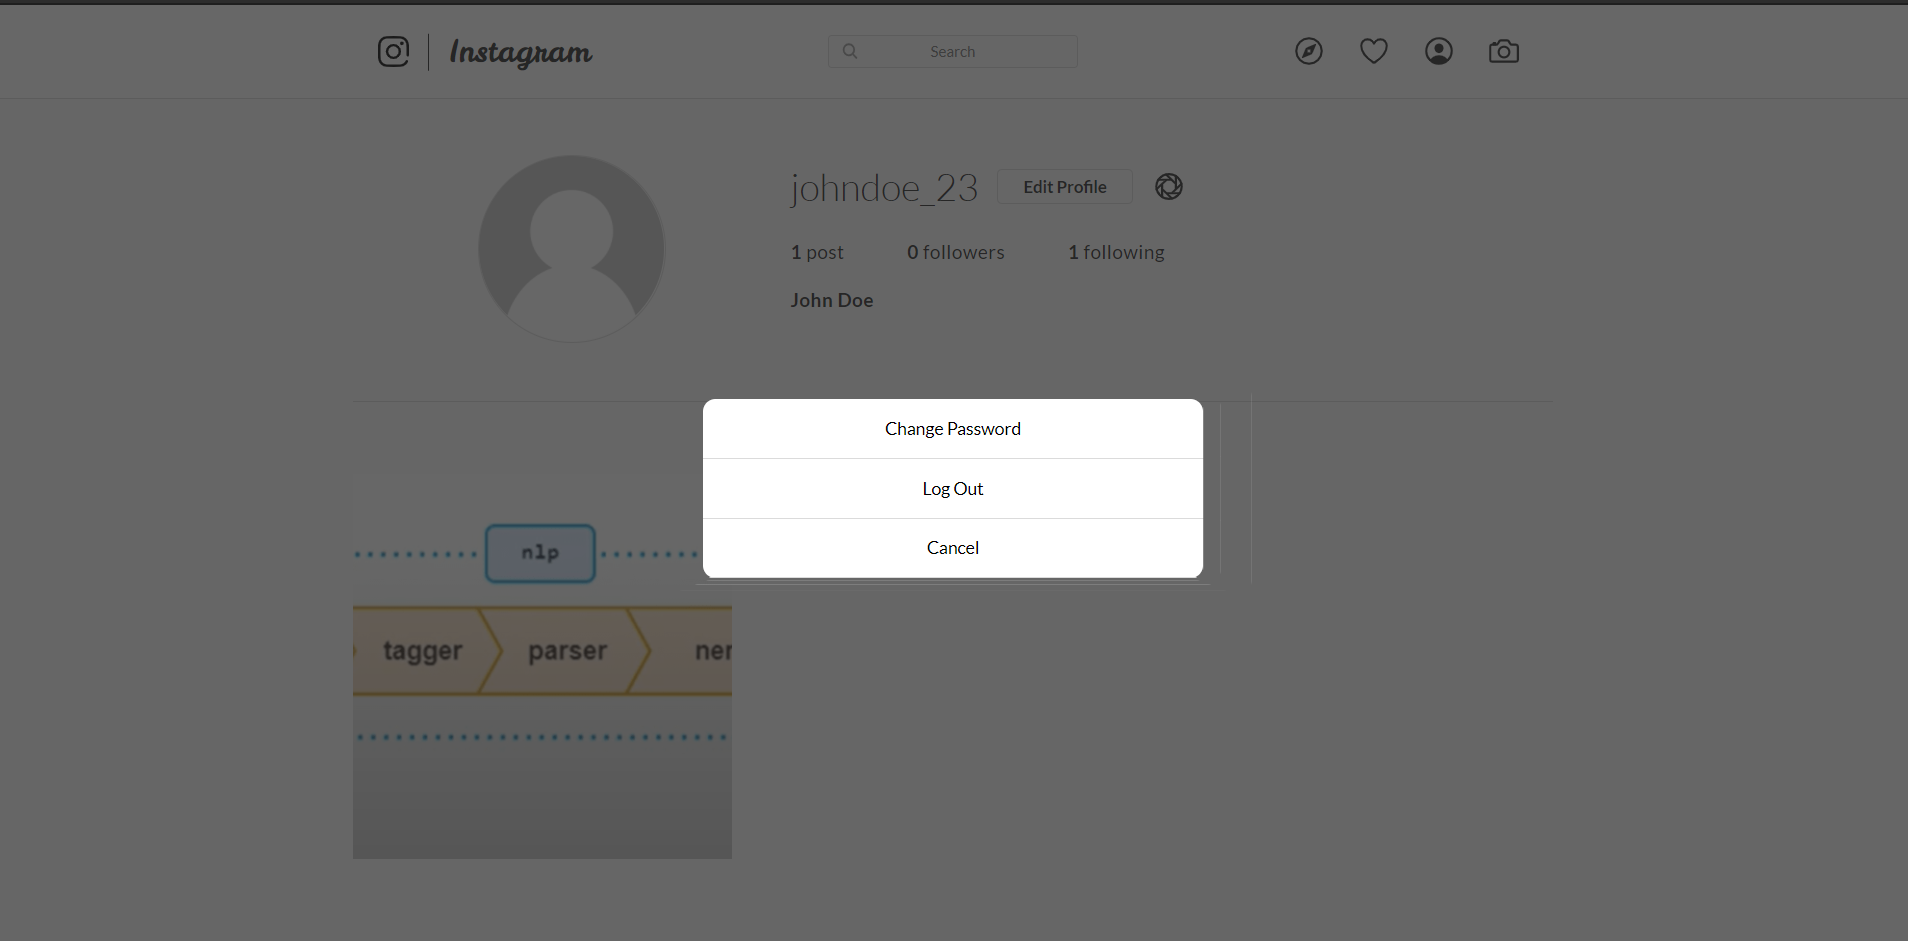 Instagram
Search
johndoe_23 Edit Profile
1 post 0 followers 1 following
John Doe
Change Password
Log Out
Cancel
nlp
tagger parser ner